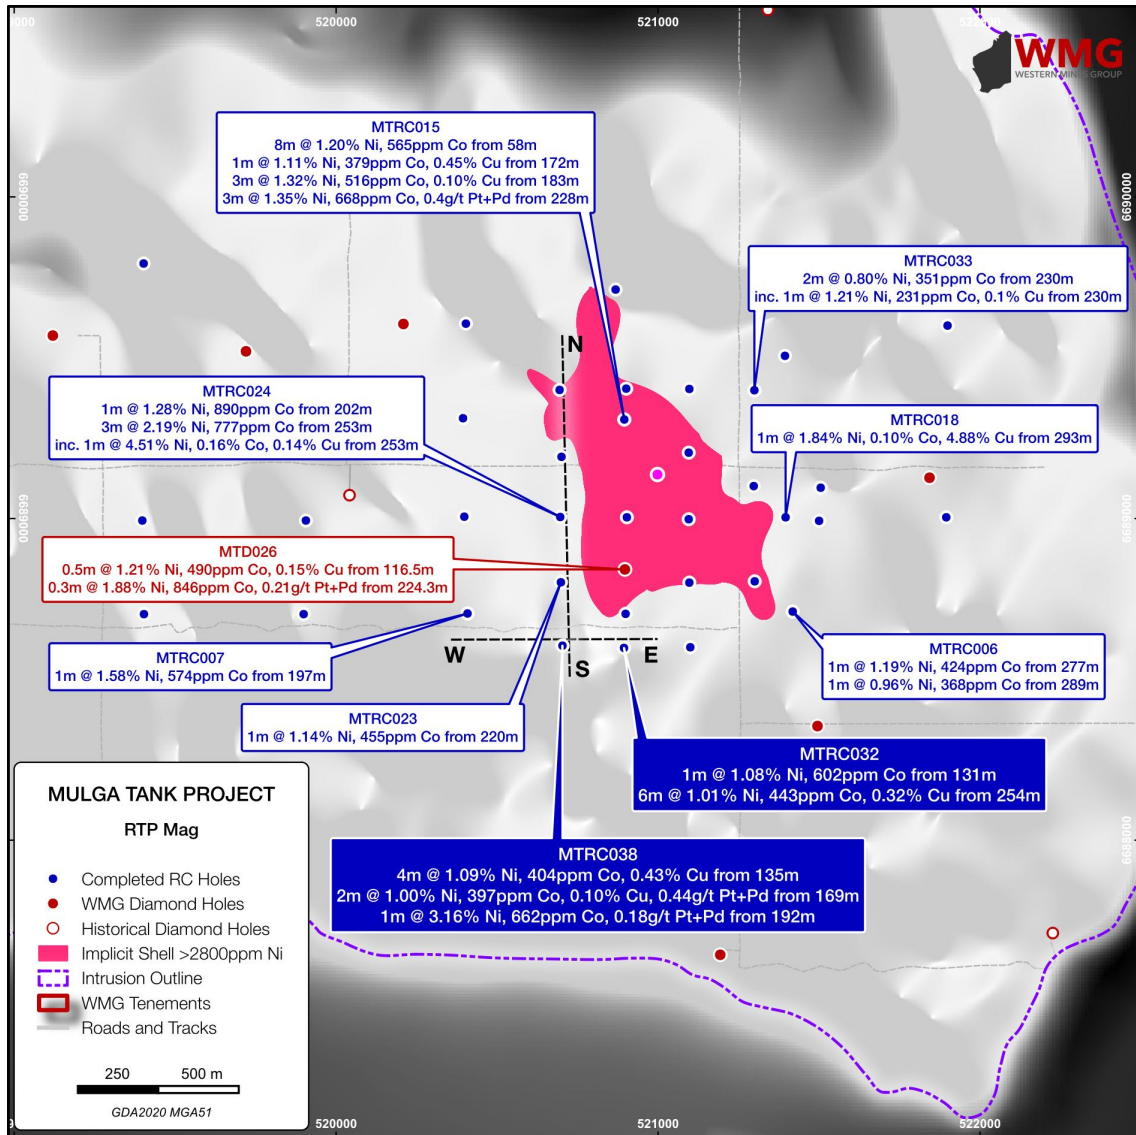 000
520000
521000
522000
WMG
WESTERN MINES GROUP
MTRC015
8m @ 1.20% Ni, 565ppm Co from 58m
1m @ 1.11% Ni, 379ppm Co, 0.45% Cu from 172m
3m @ 1.32% Ni, 516ppm Co, 0.10% Cu from 183m
3m @ 1.35% Ni, 668ppm Co, 0.4g/t Pt+Pd from 228m
6690000
6690000
MTRC033
2m @ 0.80% Ni, 351ppm Co from 230m
inc. 1m @ 1.21% Ni, 231ppm Co, 0.1% Cu from 230m
N
MTRC024
1m @ 1.28% Ni, 890ppm Co from 202m
3m @ 2.19% Ni, 777ppm Co from 253m
inc. 1m @ 4.51% Ni, 0.16% Co, 0.14% Cu from 253m
MTRC018
1m @ 1.84% Ni, 0.10% Co, 4.88% Cu from 293m
6689000
6689000
MTD026
0.5m @ 1.21% Ni, 490ppm Co, 0.15% Cu from 116.5m
0.3m @ 1.88% Ni, 846ppm Co, 0.21g/t Pt+Pd from 224.3m
W
E
S
MTRC007
1m @ 1.58% Ni, 574ppm Co from 197m
MTRC006
1m @ 1.19% Ni, 424ppm Co from 277m
1m @ 0.96% Ni, 368ppm Co from 289m
MTRC023
1m @ 1.14% Ni, 455ppm Co from 220m
MTRC032
1m @ 1.08% Ni, 602ppm Co from 131m
6m @ 1.01% Ni, 443ppm Co, 0.32% Cu from 254m
6688000
MTRC038
4m @ 1.09% Ni, 404ppm Co, 0.43% Cu from 135m
2m @ 1.00% Ni, 397ppm Co, 0.10% Cu, 0.44g/t Pt+Pd from 169m
1m @ 3.16% Ni, 662ppm Co, 0.18g/t Pt+Pd from 192m
MULGA TANK PROJECT
RTP Mag
Completed RC Holes
WMG Diamond Holes
Historical Diamond Holes
Implicit Shell >2800ppm Ni
Intrusion Outline
WMG Tenements
Roads and Tracks
250 500 m
GDA2020 MGA51
520000
521000
522000